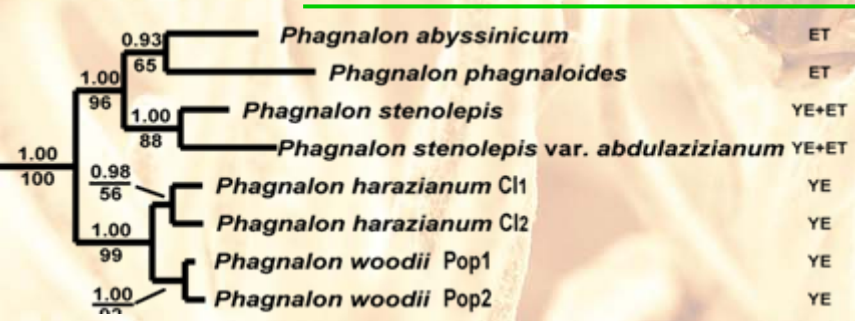 0.93
Phagnalon abyssinicum ET
65
Phagnalon phagnaloides ET
1.00
96
Phagnalon stenolepis YE+ET
1.00
88
Phagnalon stenolepis var. abdulazizianum YE+ET
1.00
100
0.98
56
Phagnalon harazianum Cl1 YE
Phagnalon harazianum Cl2 YE
1.00
99
Phagnalon woodii Pop1 YE
1.00
Phagnalon woodii Pop2 YE